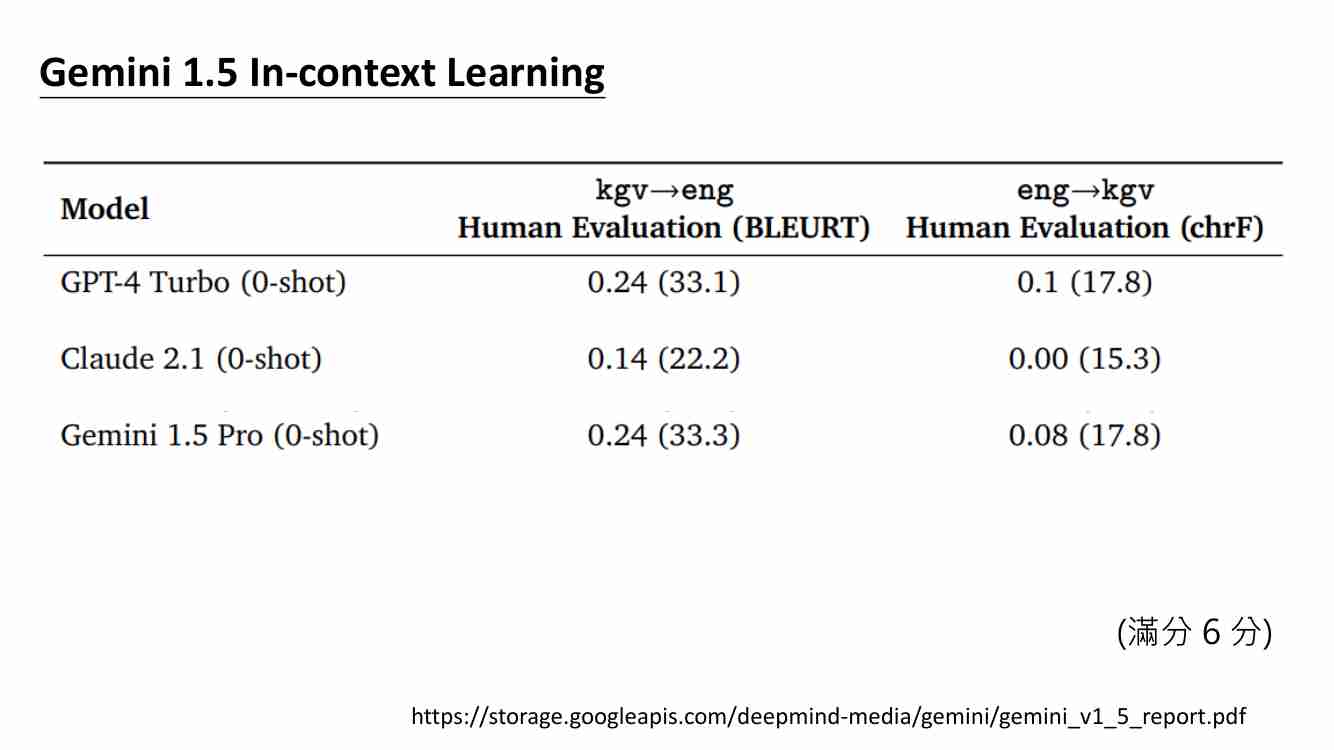 Gemini 1.5 In-context Learning
Model
kgv→eng
Human Evaluation (BLEURT)
eng→kgv
Human Evaluation (chrF)
GPT-4 Turbo (0-shot) 0.24 (33.1) 0.1 (17.8)
Claude 2.1 (0-shot) 0.14 (22.2) 0.00 (15.3)
Gemini 1.5 Pro (0-shot) 0.24 (33.3) 0.08 (17.8)
(滿分 6 分)
https://storage.googleapis.com/deepmind-media/gemini/gemini_v1_5_report.pdf